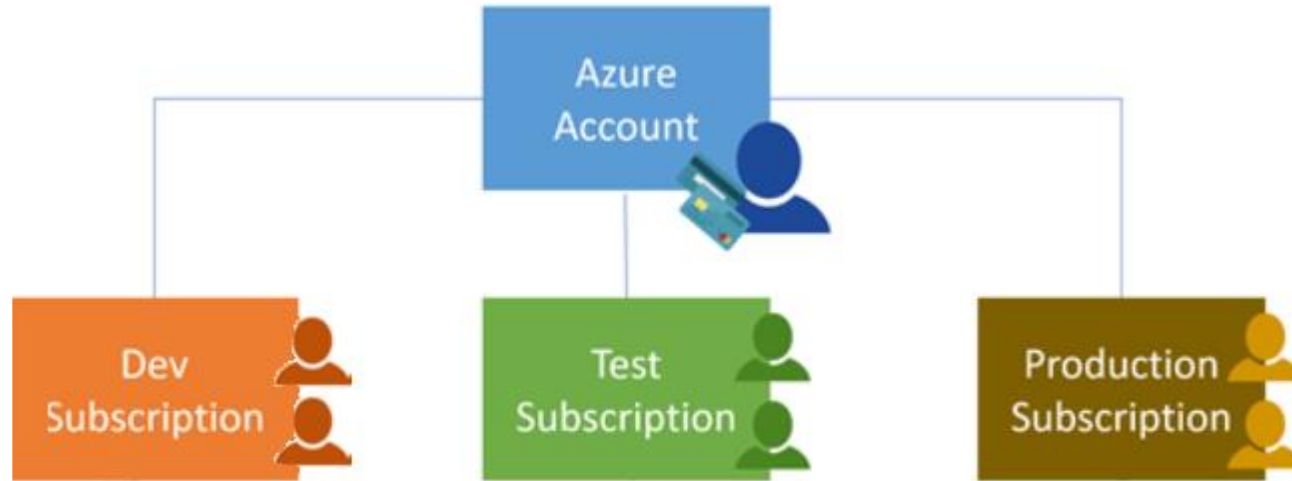 Azure
Account
Dev
Subscription
Test
Subscription
Production
Subscription